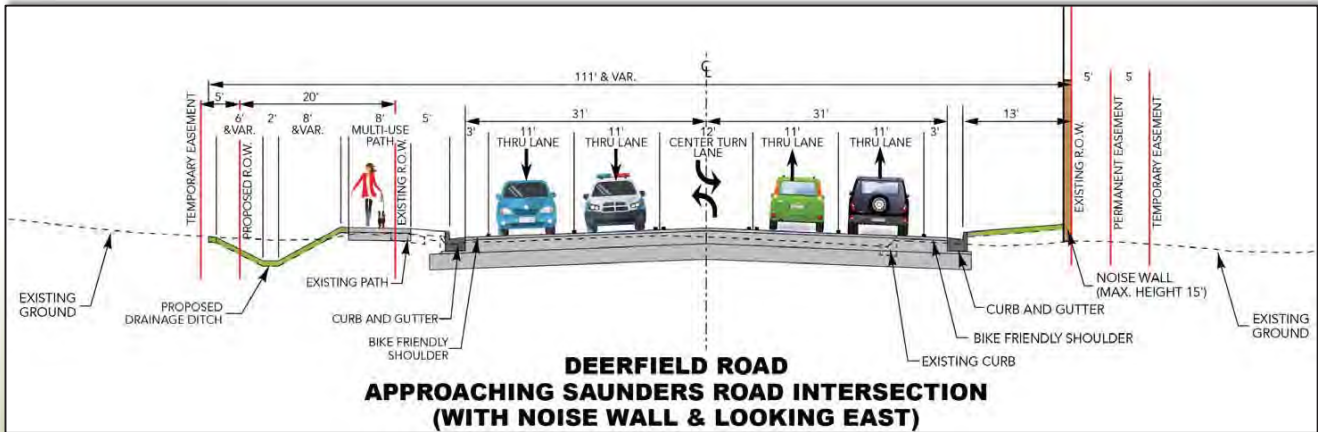 ℄
111' & VAR.
5'
20'
31'
31'
13'
5'
5'
6'
&VAR.
2'
8'
&VAR.
8'
MULTI-USE
PATH
5'
3'
11'
THRU LANE
11'
THRU LANE
12'
CENTER TURN
LANE
11'
THRU LANE
11'
THRU LANE
3'
TEMPORARY EASEMENT
PROPOSED R.O.W.
EXISTING R.O.W.
EXISTING R.O.W.
PERMANENT EASEMENT
TEMPORARY EASEMENT
EXISTING
GROUND
PROPOSED
DRAINAGE DITCH
EXISTING PATH
CURB AND GUTTER
BIKE FRIENDLY
SHOULDER
NOISE WALL
(MAX. HEIGHT 15')
CURB AND GUTTER
BIKE FRIENDLY SHOULDER
EXISTING CURB
EXISTING
GROUND
DEERFIELD ROAD
APPROACHING SAUNDERS ROAD INTERSECTION
(WITH NOISE WALL & LOOKING EAST)